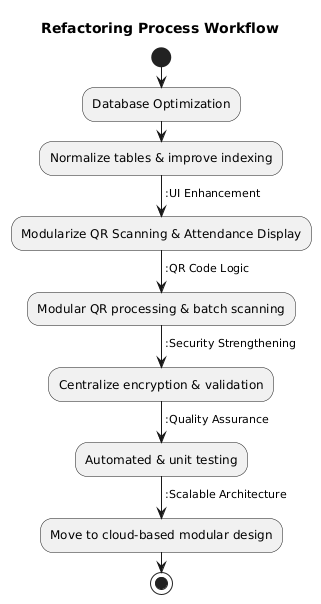 Refactoring Process Workflow
Database Optimization
Normalize tables & improve indexing
:UI Enhancement
Modularize QR Scanning & Attendance Display
:QR Code Logic
Modular QR processing & batch scanning
:Security Strengthening
Centralize encryption & validation
:Quality Assurance
Automated & unit testing
:Scalable Architecture
Move to cloud-based modular design